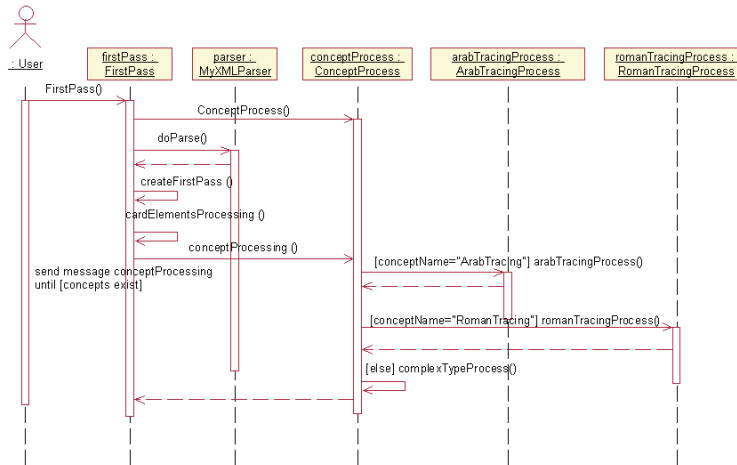 : User
firstPass :
FirstPass
parser :
MyXMLParser
conceptProcess :
ConceptProcess
arabTracingProcess :
ArabTracingProcess
romanTracingProcess :
RomanTracingProcess
FirstPass()
ConceptProcess()
doParse()
createFirstPass ()
cardElementsProcessing ()
conceptProcessing ()
[conceptName="ArabTracing"] arabTracingProcess()
send message conceptProcessing
until [concepts exist]
[conceptName="RomanTracing"] romanTracingProcess()
[else] complexTypeProcess()